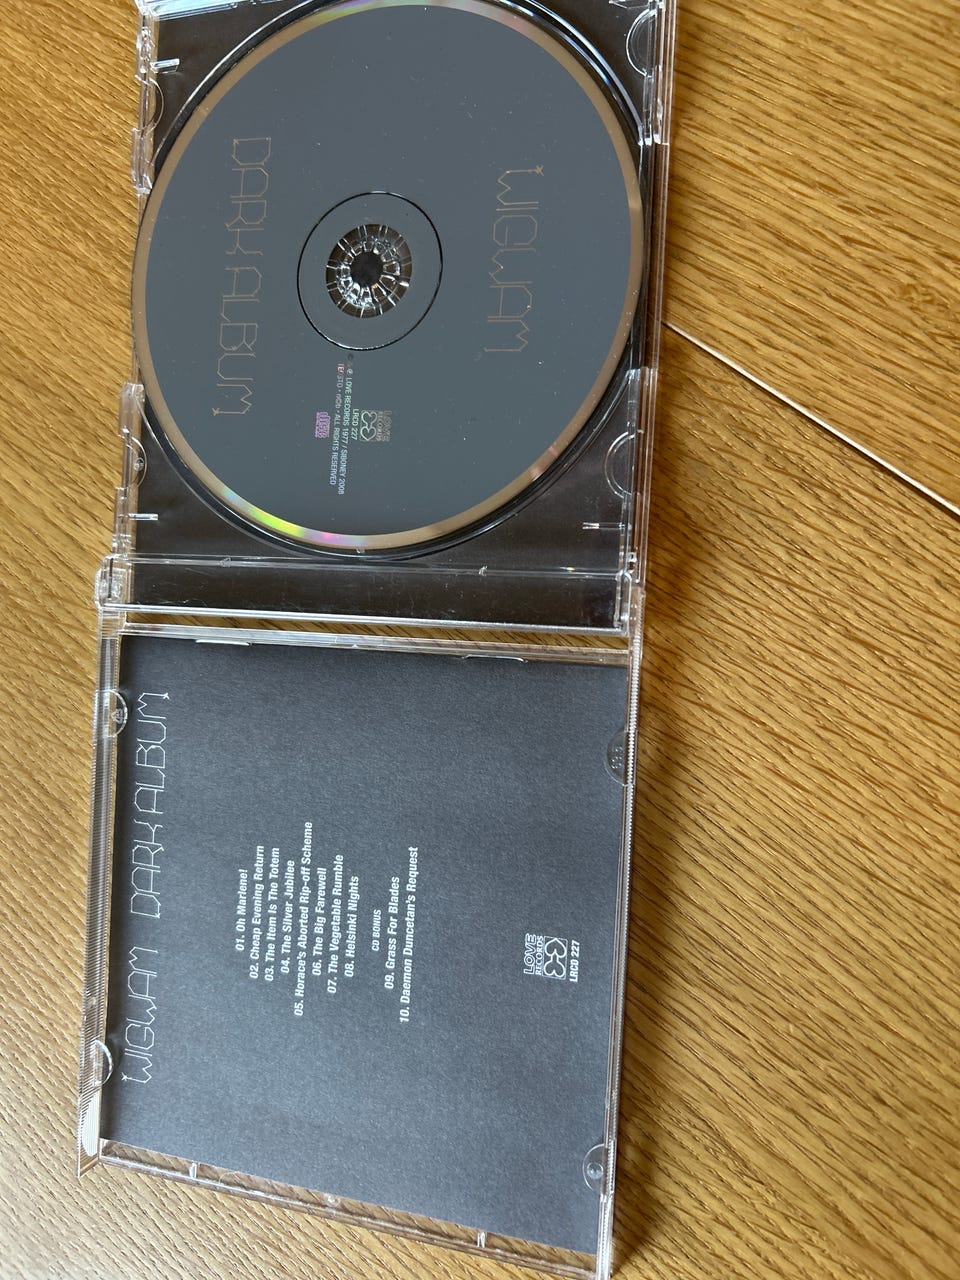 WIGWAM
DARK ALBUM
LOVE
RECORDS
LRCD 227
LOVE RECORDS 1977 / SIBONEY 2008
TEOSTO • nCb • ALL RIGHTS RESERVED
WIGWAM DARK ALBUM
01. Oh Marlene!
02. Cheap Evening Return
03. The Item Is The Totem
04. The Silver Jubilee
05. Horace's Aborted Rip-off Scheme
06. The Big Farewell
07. The Vegetable Rumble
08. Helsinki Nights
CD BONUS
09. Grass For Blades
10. Daemon Duncetan's Request
LOVE
RECORDS
LRCD 227